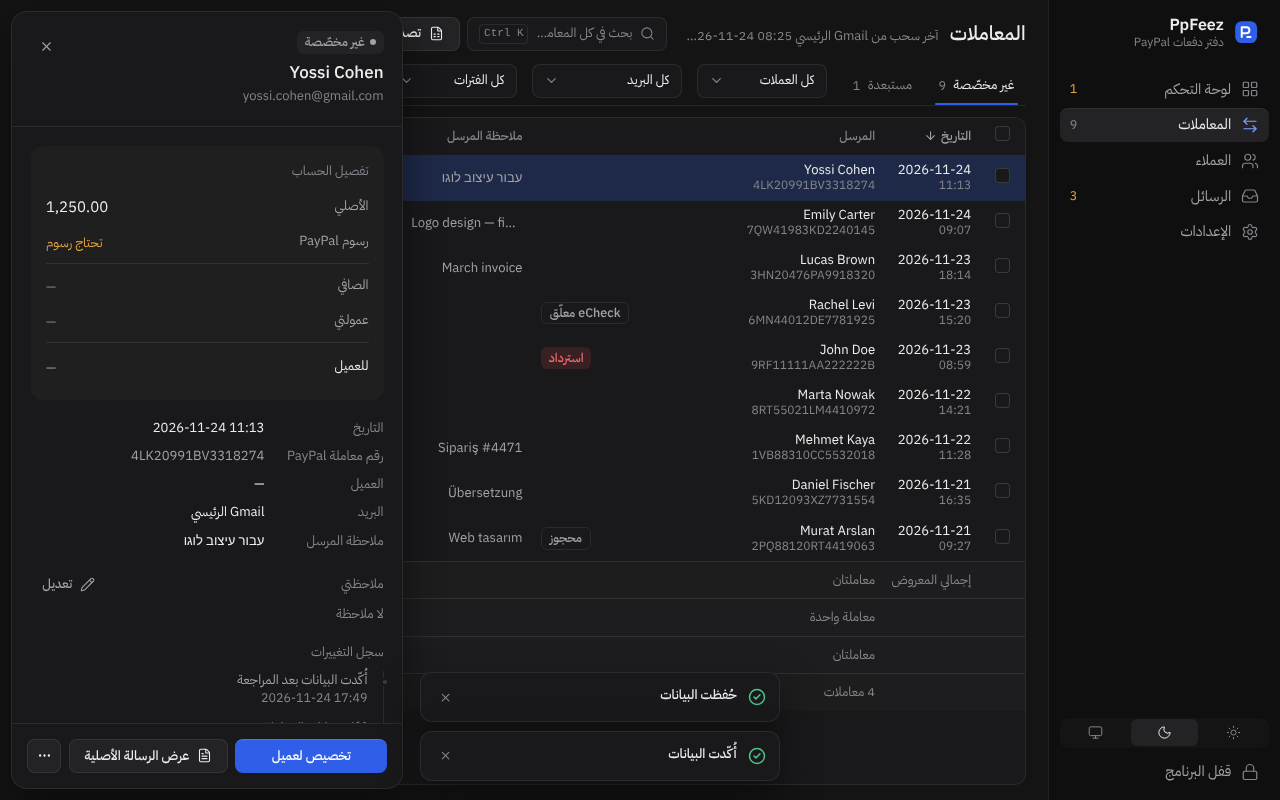 PpFeez
دفتر دفعات PayPal
لوحة التحكم 1
المعاملات 9
العملاء
الرسائل 3
الإعدادات
قفل البرنامج
المعاملات
آخر سحب من Gmail الرئيسي 08:25 24-11-26...
بحث في كل المعام... Ctrl K
غير مخصّصة 9
مستبعدة 1
كل العملات
كل البريد
كل الفترات
التاريخ ↓ المرسل ملاحظة المرسل
2026-11-24 Yossi Cohen עבור עיצוב לוגו
11:13 4LK20991BV3318274
2026-11-24 Emily Carter Logo design — fi...
09:07 7QW41983KD2240145
2026-11-23 Lucas Brown March invoice
18:14 3HN20476PA9918320
2026-11-23 Rachel Levi eCheck معلّق
15:20 6MN44012DE7781925
2026-11-23 John Doe استرداد
08:59 9RF11111AA222222B
2026-11-22 Marta Nowak
14:21 8RT55021LM4410972
2026-11-22 Mehmet Kaya Sipariş #4471
11:28 1VB88310CC5532018
2026-11-21 Daniel Fischer Übersetzung
16:35 5KD12093XZ7731554
2026-11-21 Murat Arslan محجوز Web tasarım
09:27 2PQ88120RT4419063
إجمالي المعروض معاملتان
معاملة واحدة
معاملتان
4 معاملات
حُفظت البيانات
أُكّدت البيانات
غير مخصّصة
Yossi Cohen
yossi.cohen@gmail.com
تفصيل الحساب
الأصلي 1,250.00
رسوم PayPal تحتاج رسوم
الصافي —
عمولتي —
للعميل —
التاريخ 2026-11-24 11:13
رقم معاملة PayPal 4LK20991BV3318274
العميل —
البريد Gmail الرئيسي
ملاحظة المرسل עבור עיצוב לוגו
ملاحظتي تعديل
لا ملاحظة
سجل التغييرات
أُكّدت البيانات بعد المراجعة
2026-11-24 17:49
تخصيص لعميل
عرض الرسالة الأصلية